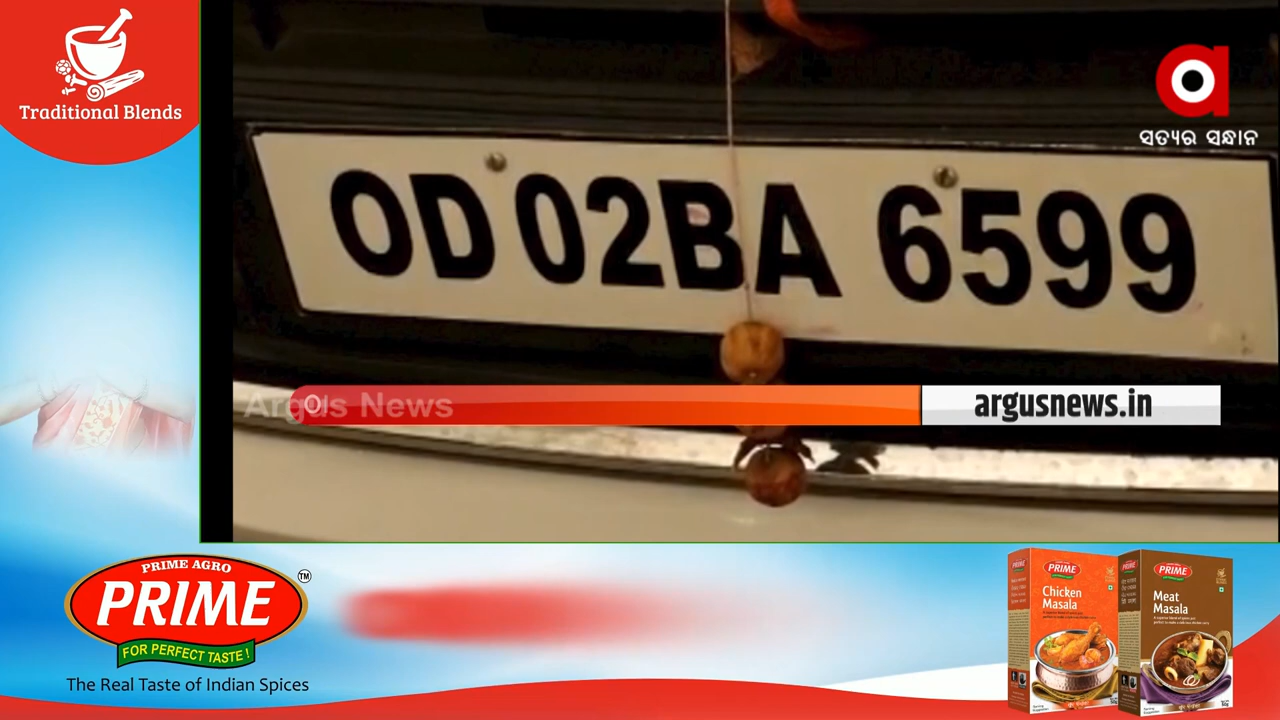 Traditional Blends
ସତ୍ୟର ସନ୍ଧାନ
OD 02BA 6599
Argus News
argusnews.in
PRIME AGRO
PRIME
TM
FOR PERFECT TASTE !
The Real Taste of Indian Spices
PRIME
Chicken
Masala
PRIME
Meat
Masala